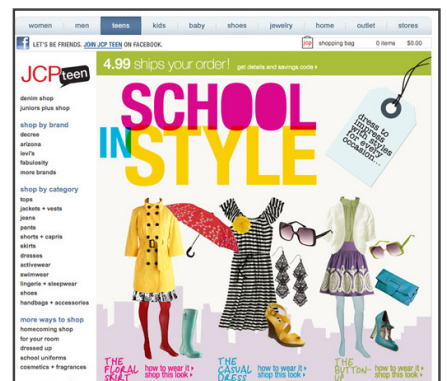 women men teens kids baby shoes jewelry home outlet stores
f LET'S BE FRIENDS. JOIN JCP TEEN ON FACEBOOK. jcp shopping bag 0 items $0.00
JCPteen
4.99 ships your order! get details and savings code
denim shop
juniors plus shop
shop by brand
decree
arizona
levi's
fabulosity
more brands
shop by category
tops
jackets + vests
jeans
pants
shorts + capris
skirts
dresses
activewear
swimwear
lingerie + sleepwear
shoes
handbags + accessories
more ways to shop
homecoming shop
for your room
dressed up
school uniforms
cosmetics + fragrances
SCHOOL
IN STYLE
dress to
impress
with styles
for every
occasion...
THE
FLORAL
SKIRT
how to wear it
shop this look
THE
CASUAL
DRESS
how to wear it
shop this look
THE
BUTTON-
UP
how to wear it
shop this look